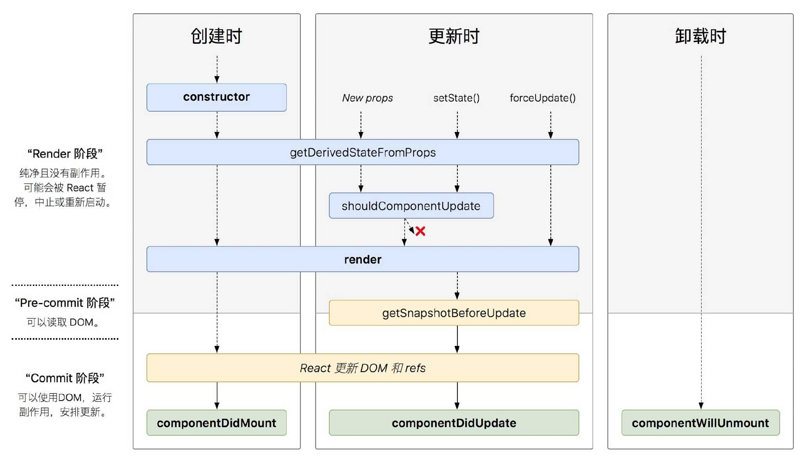 创建时
更新时
卸载时
constructor
New props
setState()
forceUpdate()
“Render 阶段”
纯净且没有副作用。
可能会被 React 暂
停，中止或重新启动。
getDerivedStateFromProps
shouldComponentUpdate
render
“Pre-commit 阶段”
可以读取 DOM。
getSnapshotBeforeUpdate
“Commit 阶段”
可以使用DOM，运行
副作用，安排更新。
React 更新 DOM 和 refs
componentDidMount
componentDidUpdate
componentWillUnmount